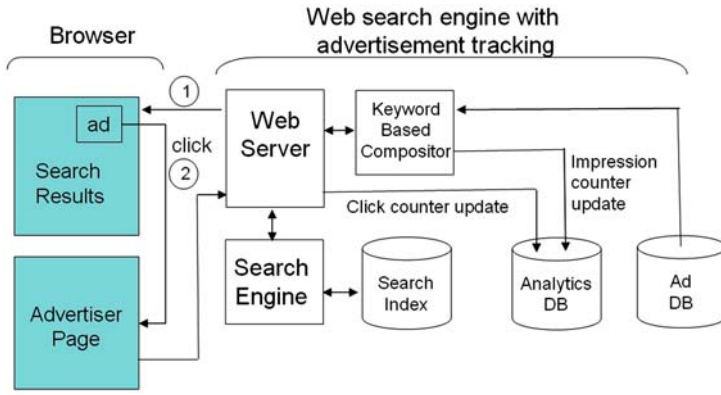 Web search engine with
advertisement tracking
Browser
1
ad
click
2
Search
Results
Web
Server
Keyword
Based
Compositor
Impression
counter
update
Click counter update
Search
Engine
Search
Index
Analytics
DB
Ad
DB
Advertiser
Page